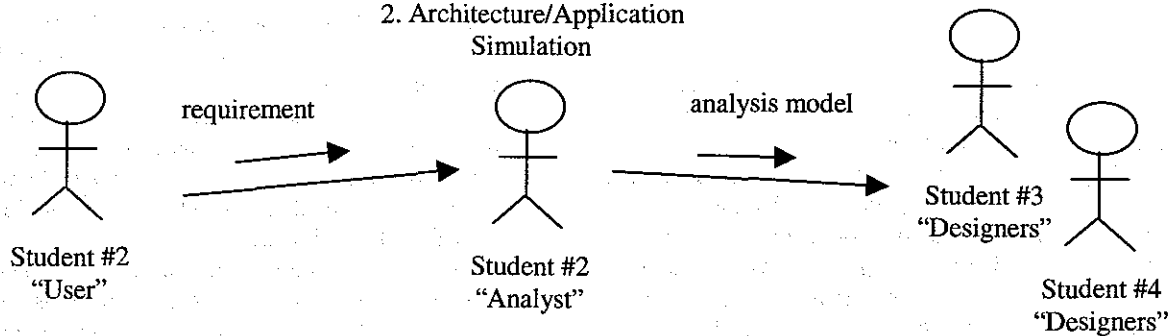 2. Architecture/Application
Simulation
requirement
analysis model
Student #2
“User”
Student #2
“Analyst”
Student #3
“Designers”
Student #4
“Designers”